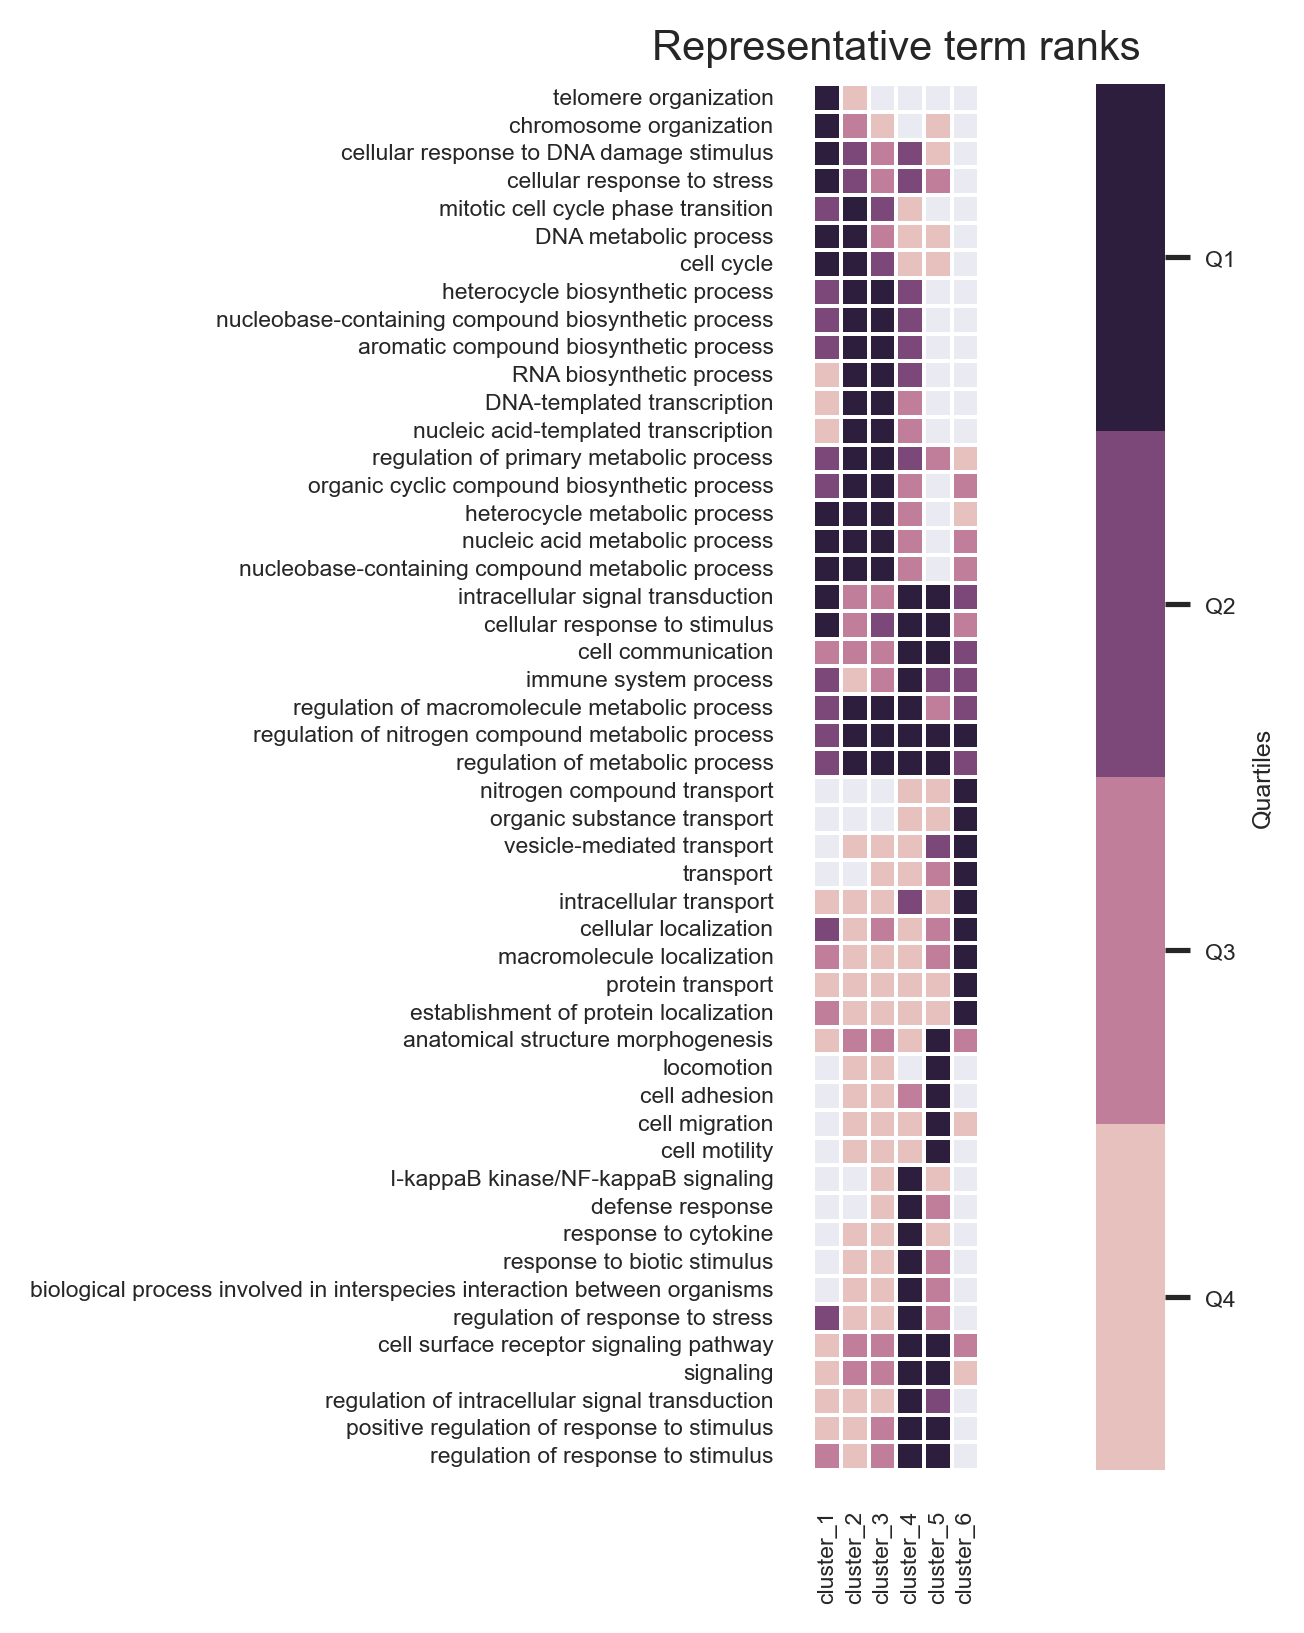 Representative term ranks
telomere organization
chromosome organization
cellular response to DNA damage stimulus
cellular response to stress
mitotic cell cycle phase transition
DNA metabolic process
cell cycle
heterocycle biosynthetic process
nucleobase-containing compound biosynthetic process
aromatic compound biosynthetic process
RNA biosynthetic process
DNA-templated transcription
nucleic acid-templated transcription
regulation of primary metabolic process
organic cyclic compound biosynthetic process
heterocycle metabolic process
nucleic acid metabolic process
nucleobase-containing compound metabolic process
intracellular signal transduction
cellular response to stimulus
cell communication
immune system process
regulation of macromolecule metabolic process
regulation of nitrogen compound metabolic process
regulation of metabolic process
nitrogen compound transport
organic substance transport
vesicle-mediated transport
transport
intracellular transport
cellular localization
macromolecule localization
protein transport
establishment of protein localization
anatomical structure morphogenesis
locomotion
cell adhesion
cell migration
cell motility
I-kappaB kinase/NF-kappaB signaling
defense response
response to cytokine
response to biotic stimulus
biological process involved in interspecies interaction between organisms
regulation of response to stress
cell surface receptor signaling pathway
signaling
regulation of intracellular signal transduction
positive regulation of response to stimulus
regulation of response to stimulus
cluster_1
cluster_2
cluster_3
cluster_4
cluster_5
cluster_6
Q1
Q2
Q3
Q4
Quartiles